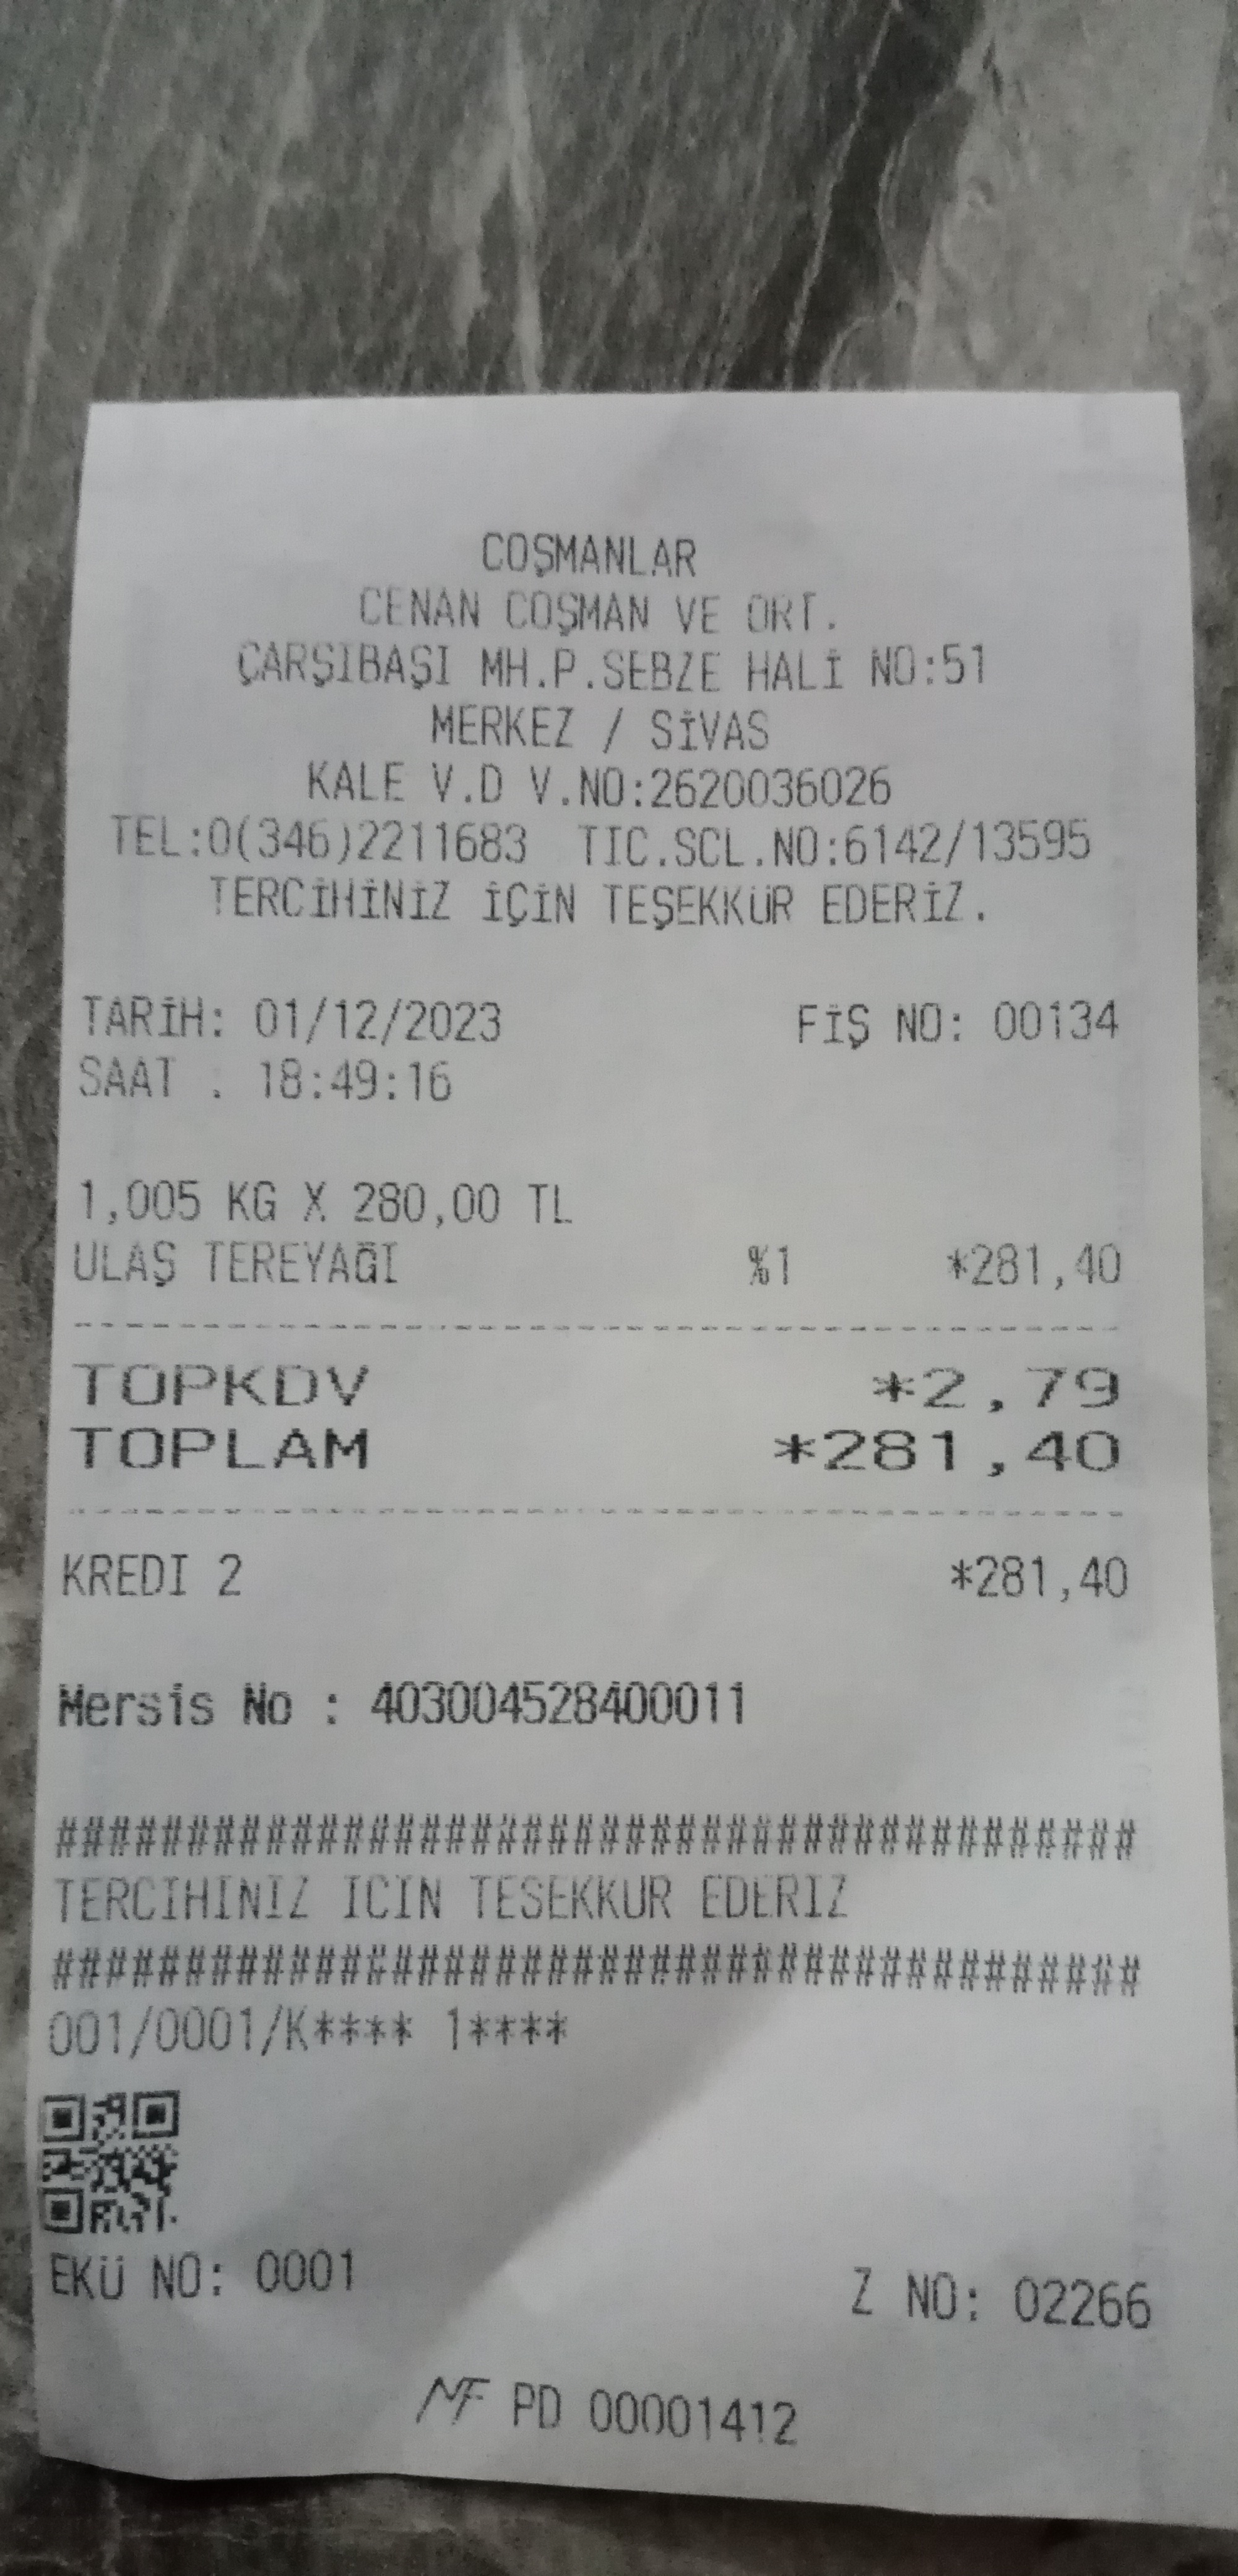 COŞMANLAR
CENAN COŞMAN VE ORT.
ÇARŞIBAŞI MH.P.SEBZE HALİ NO:51
MERKEZ / SİVAS
KALE V.D V.NO:2620036026
TEL:0(346)2211683 TIC.SCL.NO:6142/13595
TERCİHİNİZ İÇİN TEŞEKKÜR EDERİZ.
TARİH: 01/12/2023 FİŞ NO: 00134
SAAT : 18:49:16
1,005 KG X 280,00 TL
ULAŞ TEREYAĞI %1 *281,40
TOPKDV *2,79
TOPLAM *281,40
KREDI 2 *281,40
Mersis No : 403004528400011
##########################################
TERCIHINIZ ICIN TESEKKUR EDERIZ
##########################################
001/0001/K**** 1****
EKÜ NO: 0001 Z NO: 02266
MF PD 00001412